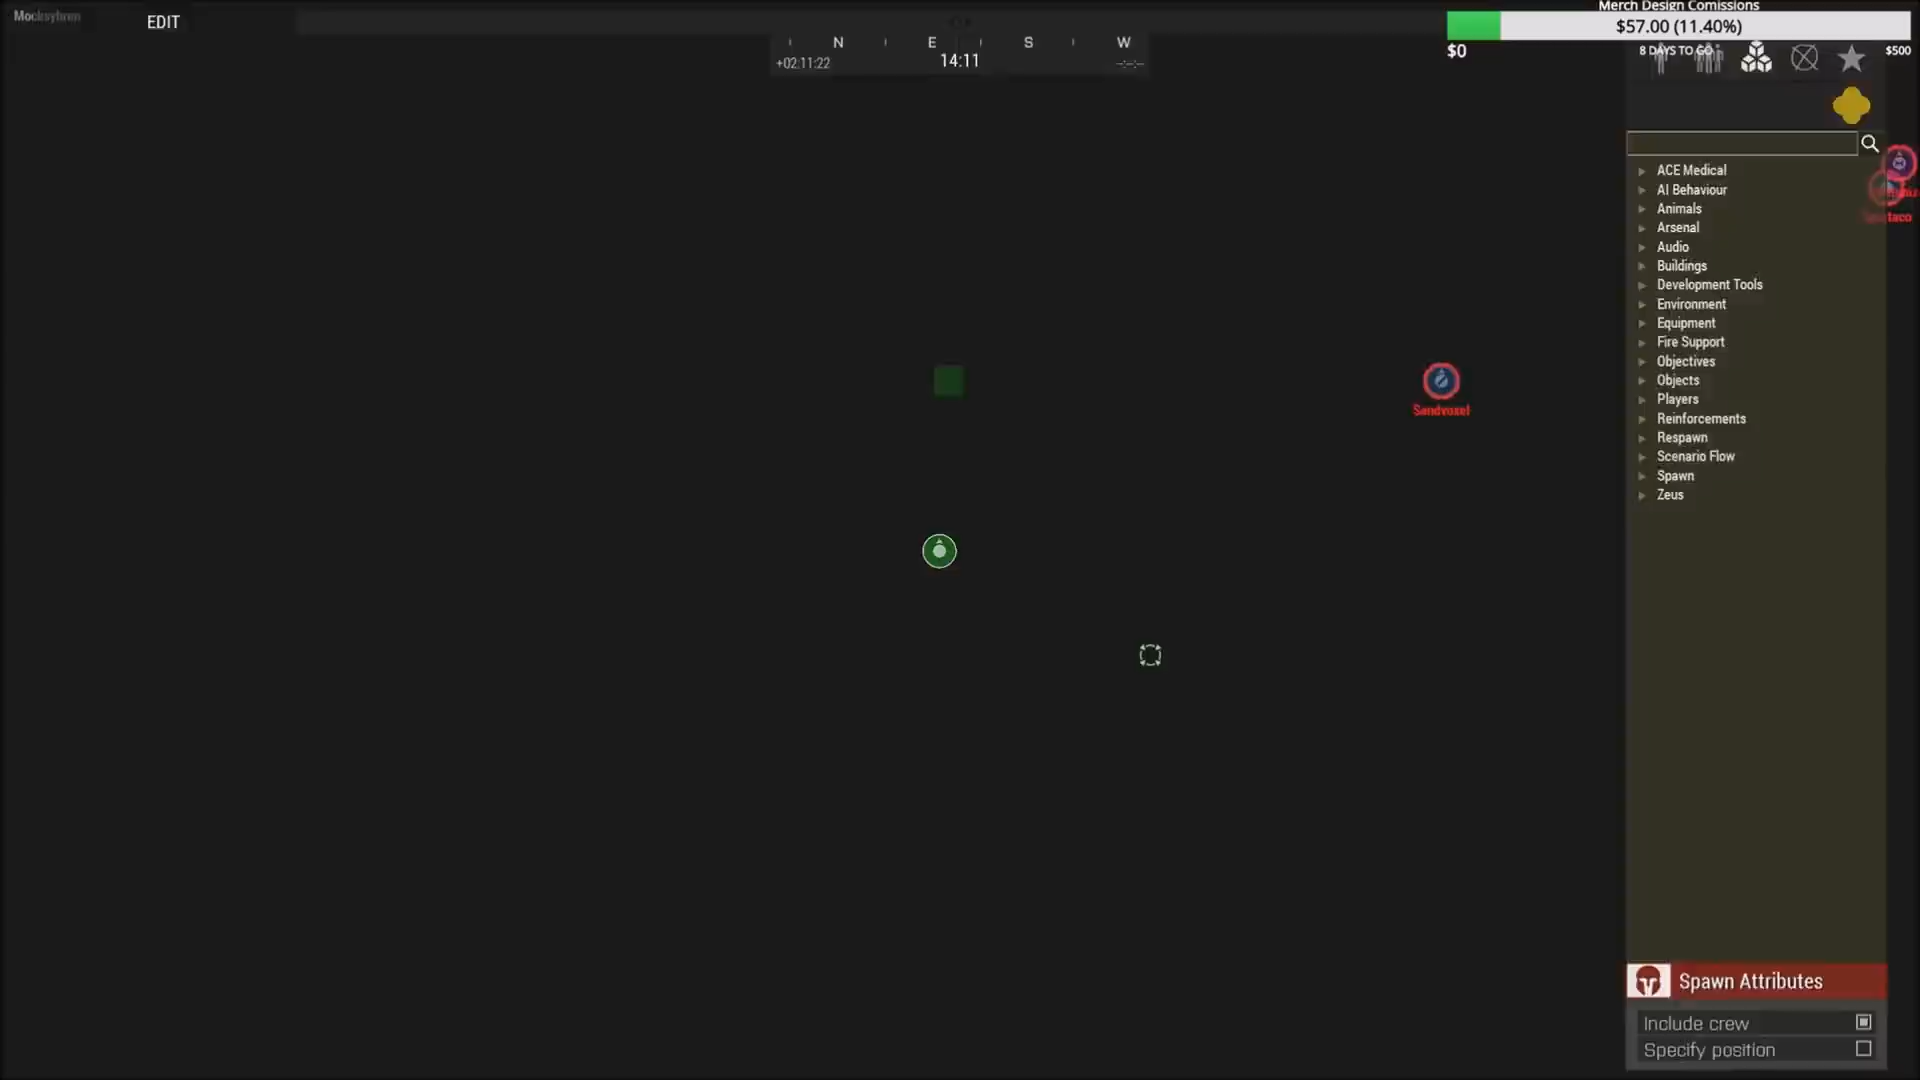 EDIT
Merch Design Comissions
$57.00 (11.40%)
$0
8 DAYS TO GO
$500
N
E
S
W
+02:11:22
14:11
--:--
ACE Medical
AI Behaviour
Animals
Arsenal
Audio
Buildings
Development Tools
Environment
Equipment
Fire Support
Objectives
Objects
Players
Reinforcements
Respawn
Scenario Flow
Spawn
Zeus
Sandvoxel
Spawn Attributes
Include crew
Specify position